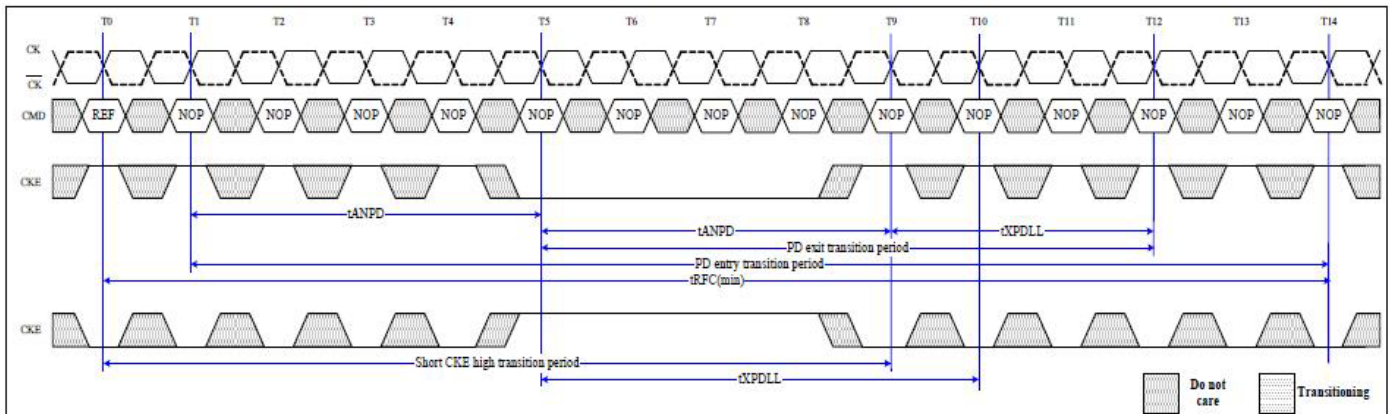 T0 T1 T2 T3 T4 T5 T6 T7 T8 T9 T10 T11 T12 T13 T14
CK
CK
CMD REF NOP NOP NOP NOP NOP NOP NOP NOP NOP NOP NOP NOP NOP NOP
CKE
tANPD
tANPD tXPDLL
PD exit transition period
PD entry transition period
tRFC(min)
CKE
Short CKE high transition period
tXPDLL
Do not care
Transitioning